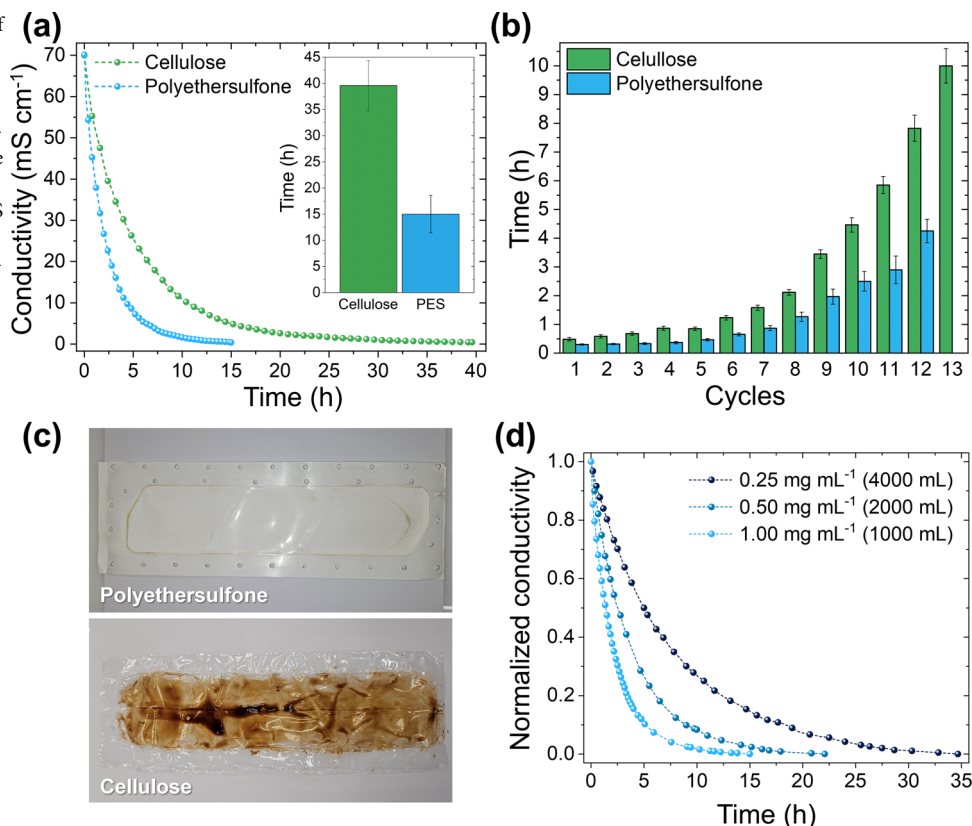 (a)
70
60
50
40
30
20
10
0
Conductivity (mS cm⁻¹)
Cellulose
Polyethersulfone
0 5 10 15 20 25 30 35 40
Time (h)
45
40
35
30
25
20
15
10
5
0
Time (h)
Cellulose PES
(b)
Celullose
Polyethersulfone
10
9
8
7
6
5
4
3
2
1
0
Time (h)
1 2 3 4 5 6 7 8 9 10 11 12 13
Cycles
(c)
Polyethersulfone
Cellulose
(d)
0.25 mg mL⁻¹ (4000 mL)
0.50 mg mL⁻¹ (2000 mL)
1.00 mg mL⁻¹ (1000 mL)
1.0
0.8
0.6
0.4
0.2
0.0
Normalized conductivity
0 5 10 15 20 25 30 35
Time (h)